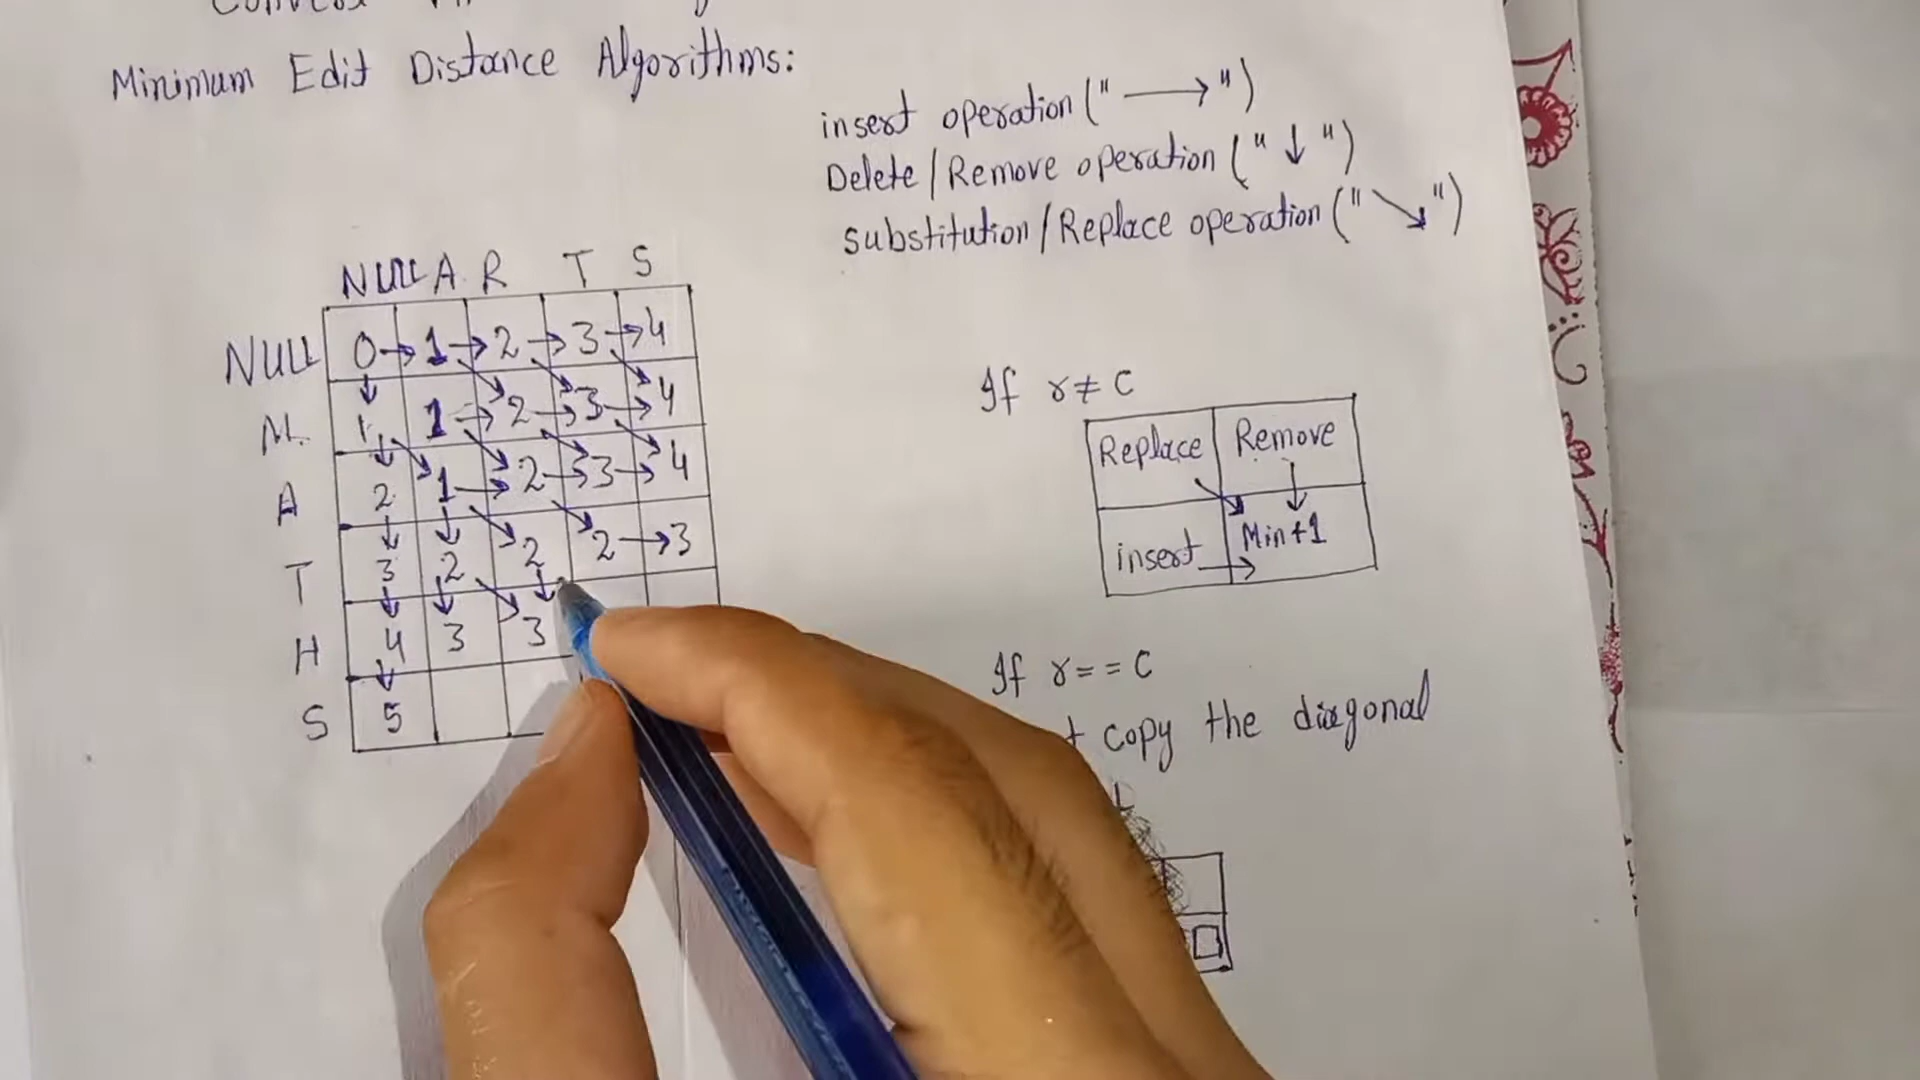 Minimum Edit Distance Algorithms:
insert operation ("→")
Delete/Remove operation ("↓")
substitution/Replace operation ("↘")
NULL A R T S
NULL 0→1→2→3→4
M 1 1→2→3→4
A 2 1→2→3→4
T 3 2 2 2→3
H 4 3 3
S 5
If r≠C
Replace Remove
insert → Min+1
If r==C
copy the diagonal